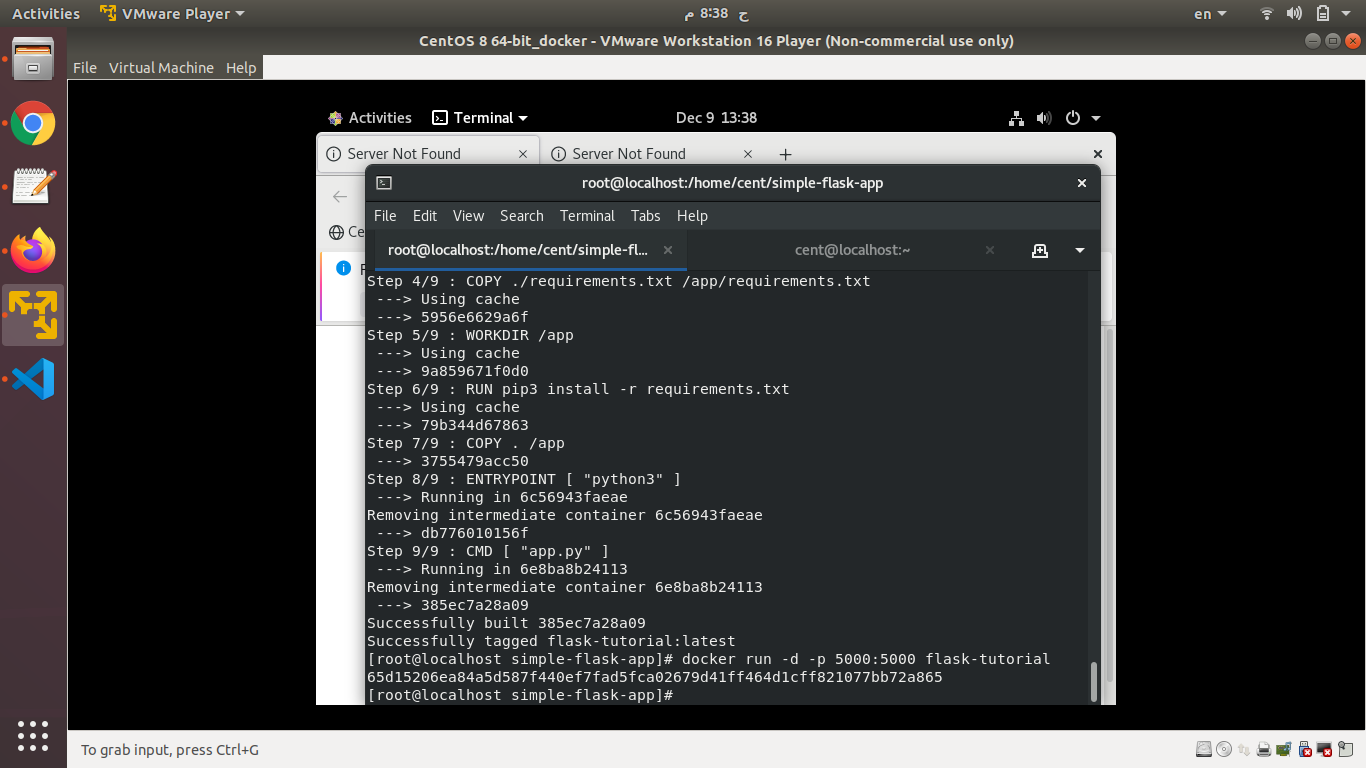 Activities VMware Player ح 8:38 م en
CentOS 8 64-bit_docker - VMware Workstation 16 Player (Non-commercial use only)
File Virtual Machine Help
Activities Terminal Dec 9 13:38
Server Not Found Server Not Found
root@localhost:/home/cent/simple-flask-app
File Edit View Search Terminal Tabs Help
Ce
root@localhost:/home/cent/simple-fl... cent@localhost:~
Step 4/9 : COPY ./requirements.txt /app/requirements.txt
---> Using cache
---> 5956e6629a6f
Step 5/9 : WORKDIR /app
---> Using cache
---> 9a859671f0d0
Step 6/9 : RUN pip3 install -r requirements.txt
---> Using cache
---> 79b344d67863
Step 7/9 : COPY . /app
---> 3755479acc50
Step 8/9 : ENTRYPOINT [ "python3" ]
---> Running in 6c56943faeae
Removing intermediate container 6c56943faeae
---> db776010156f
Step 9/9 : CMD [ "app.py" ]
---> Running in 6e8ba8b24113
Removing intermediate container 6e8ba8b24113
---> 385ec7a28a09
Successfully built 385ec7a28a09
Successfully tagged flask-tutorial:latest
[root@localhost simple-flask-app]# docker run -d -p 5000:5000 flask-tutorial
65d15206ea84a5d587f440ef7fad5fca02679d41ff464d1cff821077bb72a865
[root@localhost simple-flask-app]#
To grab input, press Ctrl+G